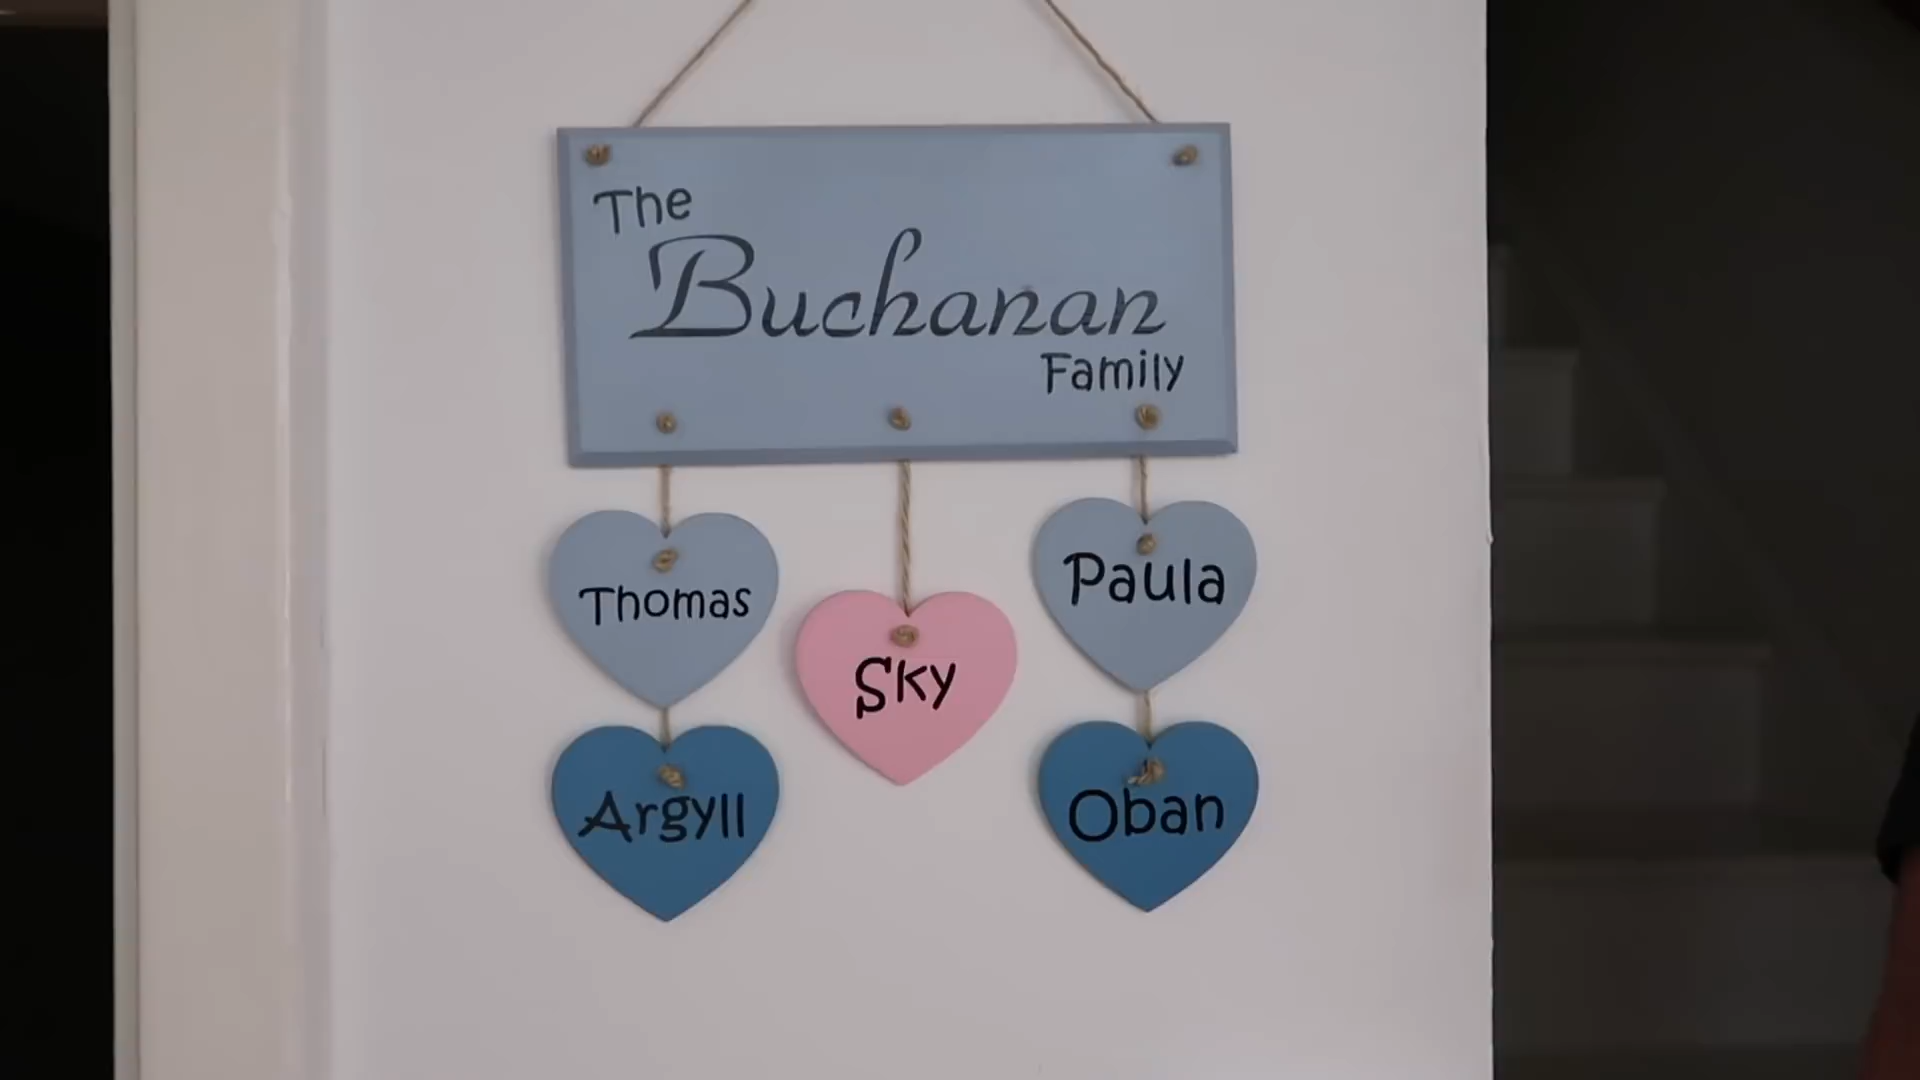 The
Buchanan
Family
Thomas
Paula
Sky
Argyll
Oban